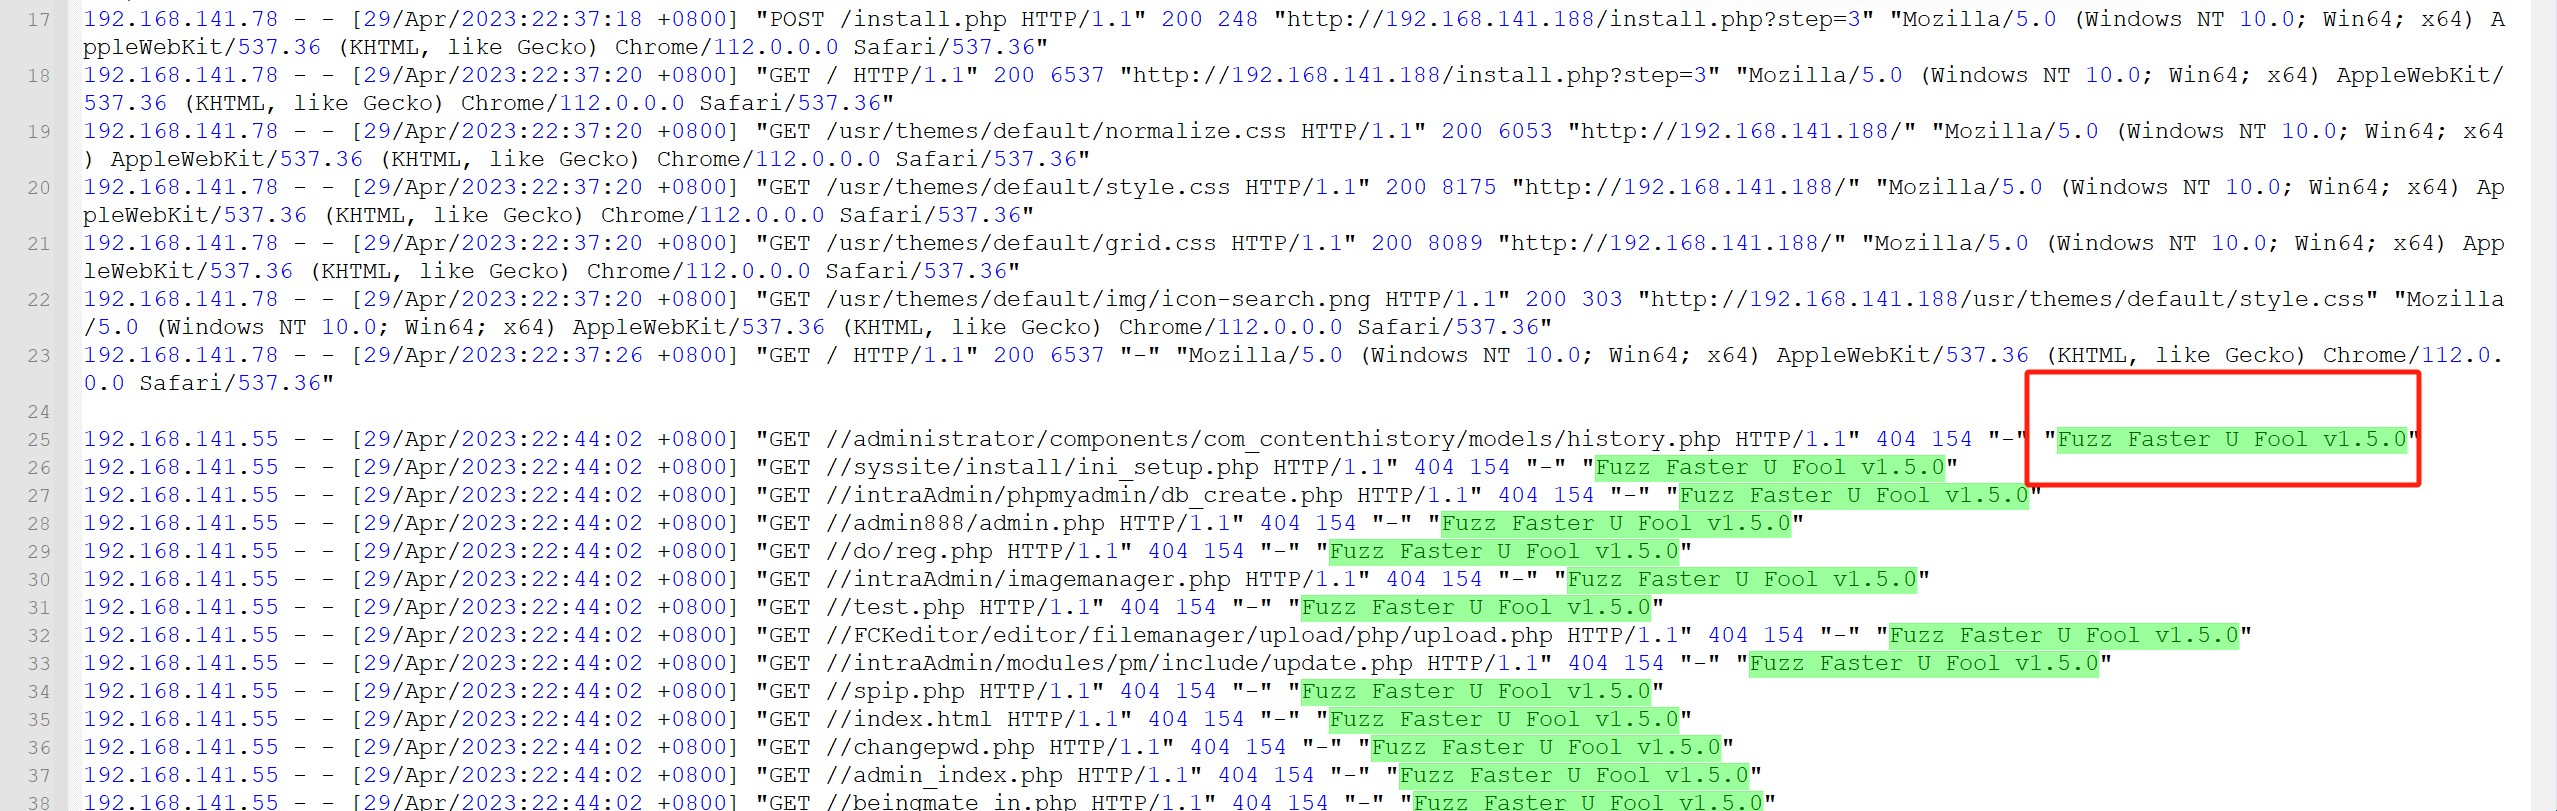 17 192.168.141.78 - - [29/Apr/2023:22:37:18 +0800] "POST /install.php HTTP/1.1" 200 248 "http://192.168.141.188/install.php?step=3" "Mozilla/5.0 (Windows NT 10.0; Win64; x64) A
ppleWebKit/537.36 (KHTML, like Gecko) Chrome/112.0.0.0 Safari/537.36"
18 192.168.141.78 - - [29/Apr/2023:22:37:20 +0800] "GET / HTTP/1.1" 200 6537 "http://192.168.141.188/install.php?step=3" "Mozilla/5.0 (Windows NT 10.0; Win64; x64) AppleWebKit/
537.36 (KHTML, like Gecko) Chrome/112.0.0.0 Safari/537.36"
19 192.168.141.78 - - [29/Apr/2023:22:37:20 +0800] "GET /usr/themes/default/normalize.css HTTP/1.1" 200 6053 "http://192.168.141.188/" "Mozilla/5.0 (Windows NT 10.0; Win64; x64
) AppleWebKit/537.36 (KHTML, like Gecko) Chrome/112.0.0.0 Safari/537.36"
20 192.168.141.78 - - [29/Apr/2023:22:37:20 +0800] "GET /usr/themes/default/style.css HTTP/1.1" 200 8175 "http://192.168.141.188/" "Mozilla/5.0 (Windows NT 10.0; Win64; x64) Ap
pleWebKit/537.36 (KHTML, like Gecko) Chrome/112.0.0.0 Safari/537.36"
21 192.168.141.78 - - [29/Apr/2023:22:37:20 +0800] "GET /usr/themes/default/grid.css HTTP/1.1" 200 8089 "http://192.168.141.188/" "Mozilla/5.0 (Windows NT 10.0; Win64; x64) App
leWebKit/537.36 (KHTML, like Gecko) Chrome/112.0.0.0 Safari/537.36"
22 192.168.141.78 - - [29/Apr/2023:22:37:20 +0800] "GET /usr/themes/default/img/icon-search.png HTTP/1.1" 200 303 "http://192.168.141.188/usr/themes/default/style.css" "Mozilla
/5.0 (Windows NT 10.0; Win64; x64) AppleWebKit/537.36 (KHTML, like Gecko) Chrome/112.0.0.0 Safari/537.36"
23 192.168.141.78 - - [29/Apr/2023:22:37:26 +0800] "GET / HTTP/1.1" 200 6537 "-" "Mozilla/5.0 (Windows NT 10.0; Win64; x64) AppleWebKit/537.36 (KHTML, like Gecko) Chrome/112.0.
0.0 Safari/537.36"
24
25 192.168.141.55 - - [29/Apr/2023:22:44:02 +0800] "GET //administrator/components/com_contenthistory/models/history.php HTTP/1.1" 404 154 "-" "Fuzz Faster U Fool v1.5.0"
26 192.168.141.55 - - [29/Apr/2023:22:44:02 +0800] "GET //syssite/install/ini_setup.php HTTP/1.1" 404 154 "-" "Fuzz Faster U Fool v1.5.0"
27 192.168.141.55 - - [29/Apr/2023:22:44:02 +0800] "GET //intraAdmin/phpmyadmin/db_create.php HTTP/1.1" 404 154 "-" "Fuzz Faster U Fool v1.5.0"
28 192.168.141.55 - - [29/Apr/2023:22:44:02 +0800] "GET //admin888/admin.php HTTP/1.1" 404 154 "-" "Fuzz Faster U Fool v1.5.0"
29 192.168.141.55 - - [29/Apr/2023:22:44:02 +0800] "GET //do/reg.php HTTP/1.1" 404 154 "-" "Fuzz Faster U Fool v1.5.0"
30 192.168.141.55 - - [29/Apr/2023:22:44:02 +0800] "GET //intraAdmin/imagemanager.php HTTP/1.1" 404 154 "-" "Fuzz Faster U Fool v1.5.0"
31 192.168.141.55 - - [29/Apr/2023:22:44:02 +0800] "GET //test.php HTTP/1.1" 404 154 "-" "Fuzz Faster U Fool v1.5.0"
32 192.168.141.55 - - [29/Apr/2023:22:44:02 +0800] "GET //FCKeditor/editor/filemanager/upload/php/upload.php HTTP/1.1" 404 154 "-" "Fuzz Faster U Fool v1.5.0"
33 192.168.141.55 - - [29/Apr/2023:22:44:02 +0800] "GET //intraAdmin/modules/pm/include/update.php HTTP/1.1" 404 154 "-" "Fuzz Faster U Fool v1.5.0"
34 192.168.141.55 - - [29/Apr/2023:22:44:02 +0800] "GET //spip.php HTTP/1.1" 404 154 "-" "Fuzz Faster U Fool v1.5.0"
35 192.168.141.55 - - [29/Apr/2023:22:44:02 +0800] "GET //index.html HTTP/1.1" 404 154 "-" "Fuzz Faster U Fool v1.5.0"
36 192.168.141.55 - - [29/Apr/2023:22:44:02 +0800] "GET //changepwd.php HTTP/1.1" 404 154 "-" "Fuzz Faster U Fool v1.5.0"
37 192.168.141.55 - - [29/Apr/2023:22:44:02 +0800] "GET //admin_index.php HTTP/1.1" 404 154 "-" "Fuzz Faster U Fool v1.5.0"
38 192.168.141.55 - - [29/Apr/2023:22:44:02 +0800] "GET //beingmate_in.php HTTP/1.1" 404 154 "-" "Fuzz Faster U Fool v1.5.0"